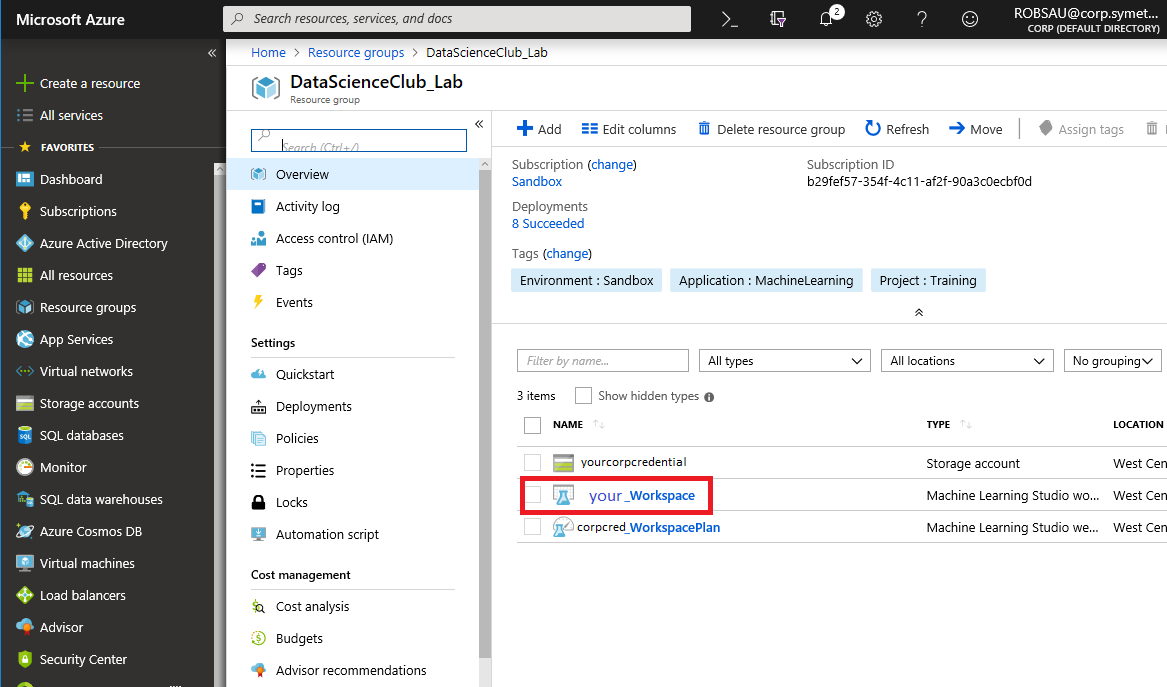 Microsoft Azure
Search resources, services, and docs
2
ROBSAU@corp.symet...
CORP (DEFAULT DIRECTORY)
Create a resource
All services
FAVORITES
Dashboard
Subscriptions
Azure Active Directory
All resources
Resource groups
App Services
Virtual networks
Storage accounts
SQL databases
Monitor
SQL data warehouses
Azure Cosmos DB
Virtual machines
Load balancers
Advisor
Security Center
Home > Resource groups > DataScienceClub_Lab
DataScienceClub_Lab
Resource group
Search (Ctrl+/)
Overview
Activity log
Access control (IAM)
Tags
Events
Settings
Quickstart
Deployments
Policies
Properties
Locks
Automation script
Cost management
Cost analysis
Budgets
Advisor recommendations
Add Edit columns Delete resource group Refresh Move Assign tags
Subscription (change) Subscription ID
Sandbox b29fef57-354f-4c11-af2f-90a3c0ecbf0d
Deployments
8 Succeeded
Tags (change)
Environment : Sandbox Application : MachineLearning Project : Training
Filter by name... All types All locations No grouping
3 items Show hidden types
NAME TYPE LOCATION
yourcorpcredential Storage account West Cen
your_Workspace Machine Learning Studio wo... West Cen
corpcred_WorkspacePlan Machine Learning Studio we... West Cen